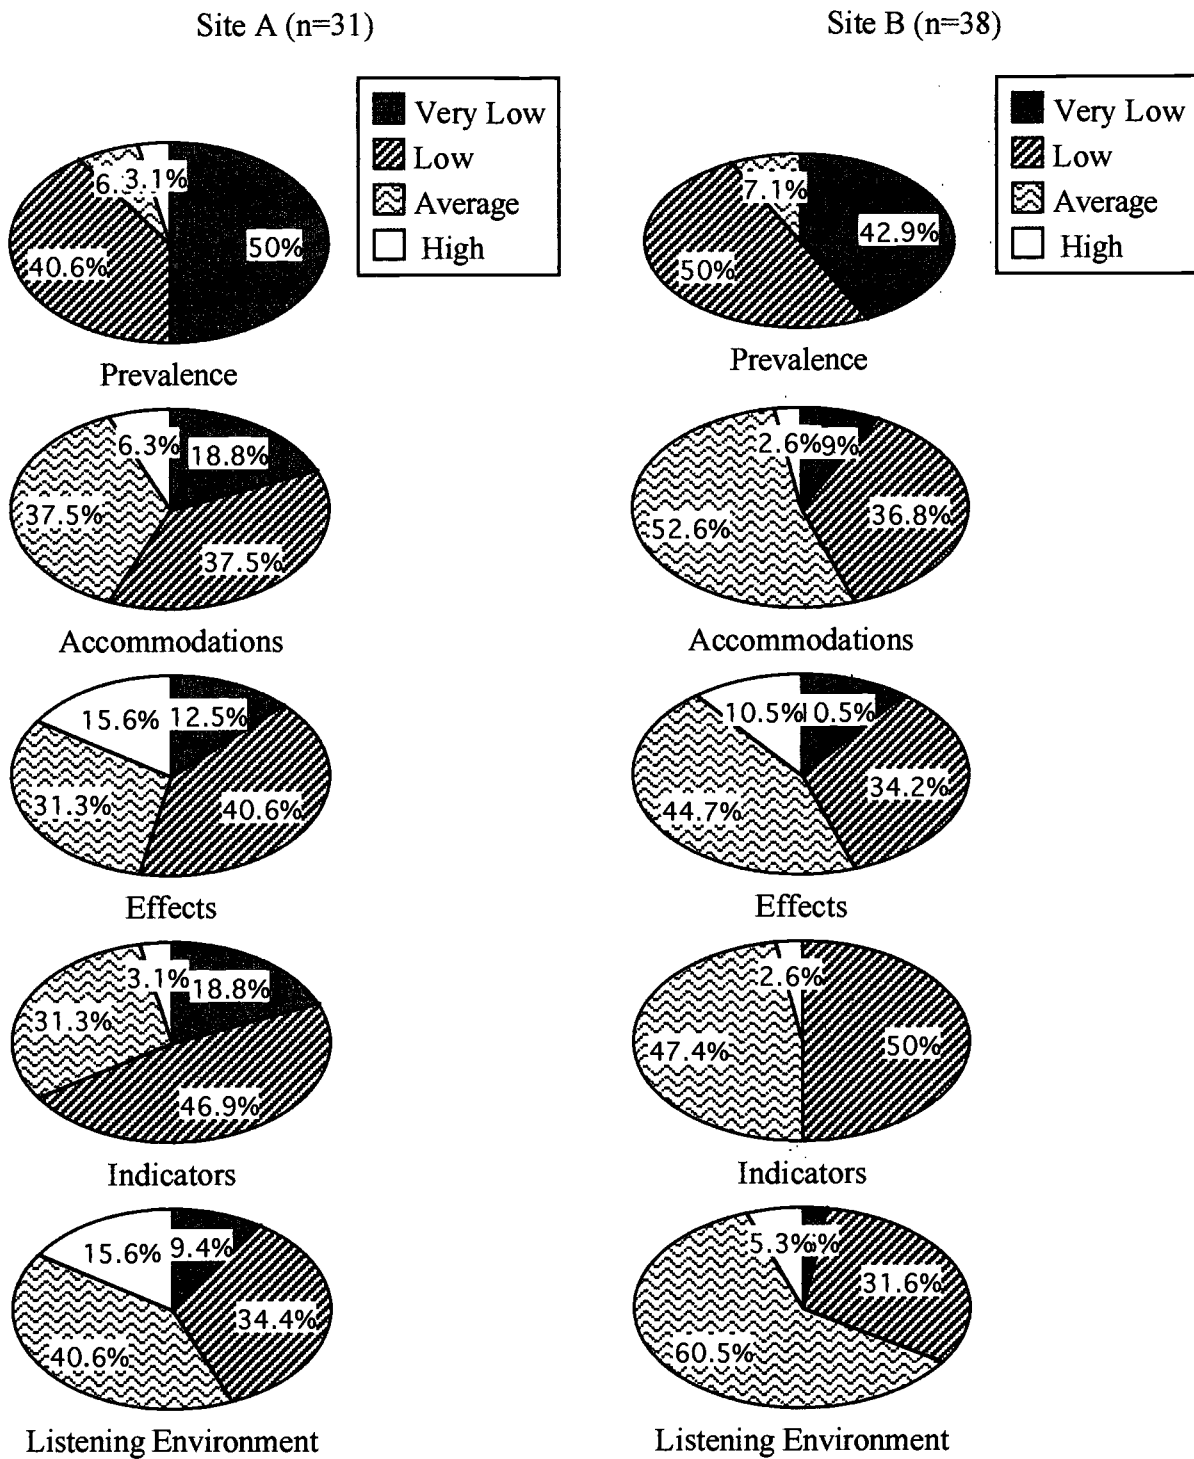 Site A (n=31)
Very Low
Low
Average
High
6.
3.1%
50%
40.6%
Prevalence
6.3%
18.8%
37.5%
37.5%
Accommodations
15.6%
12.5%
31.3%
40.6%
Effects
3.1%
18.8%
31.3%
46.9%
Indicators
15.6%
9.4%
34.4%
40.6%
Listening Environment
Site B (n=38)
Very Low
Low
Average
High
7.1%
42.9%
50%
Prevalence
2.6%
9%
36.8%
52.6%
Accommodations
10.5%
0.5%
34.2%
44.7%
Effects
2.6%
47.4%
50%
Indicators
5.3%
%
31.6%
60.5%
Listening Environment